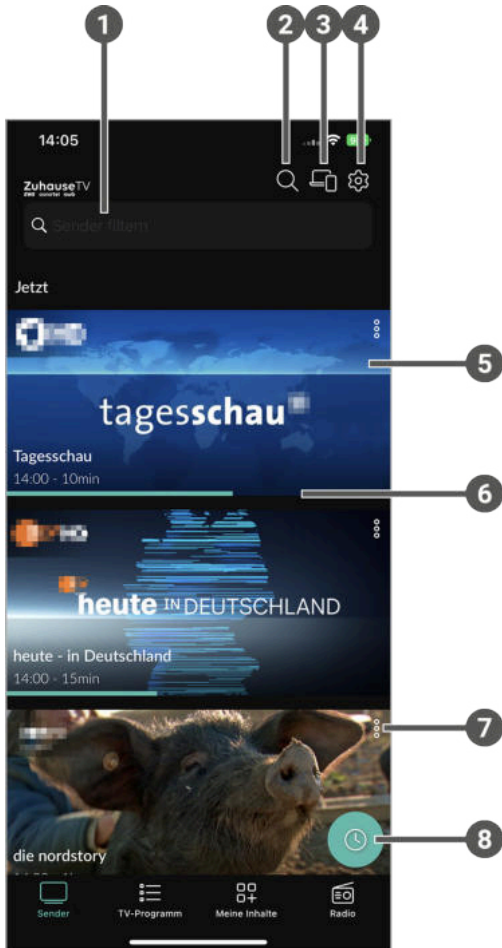 1
2 3 4
14:05
ZuhauseTV
Sender filtern
Jetzt
5
tagesschau
Tagesschau
14:00 - 10min
6
HD
heute IN DEUTSCHLAND
heute - in Deutschland
14:00 - 15min
7
8
die nordstory
Sender TV-Programm Meine Inhalte Radio